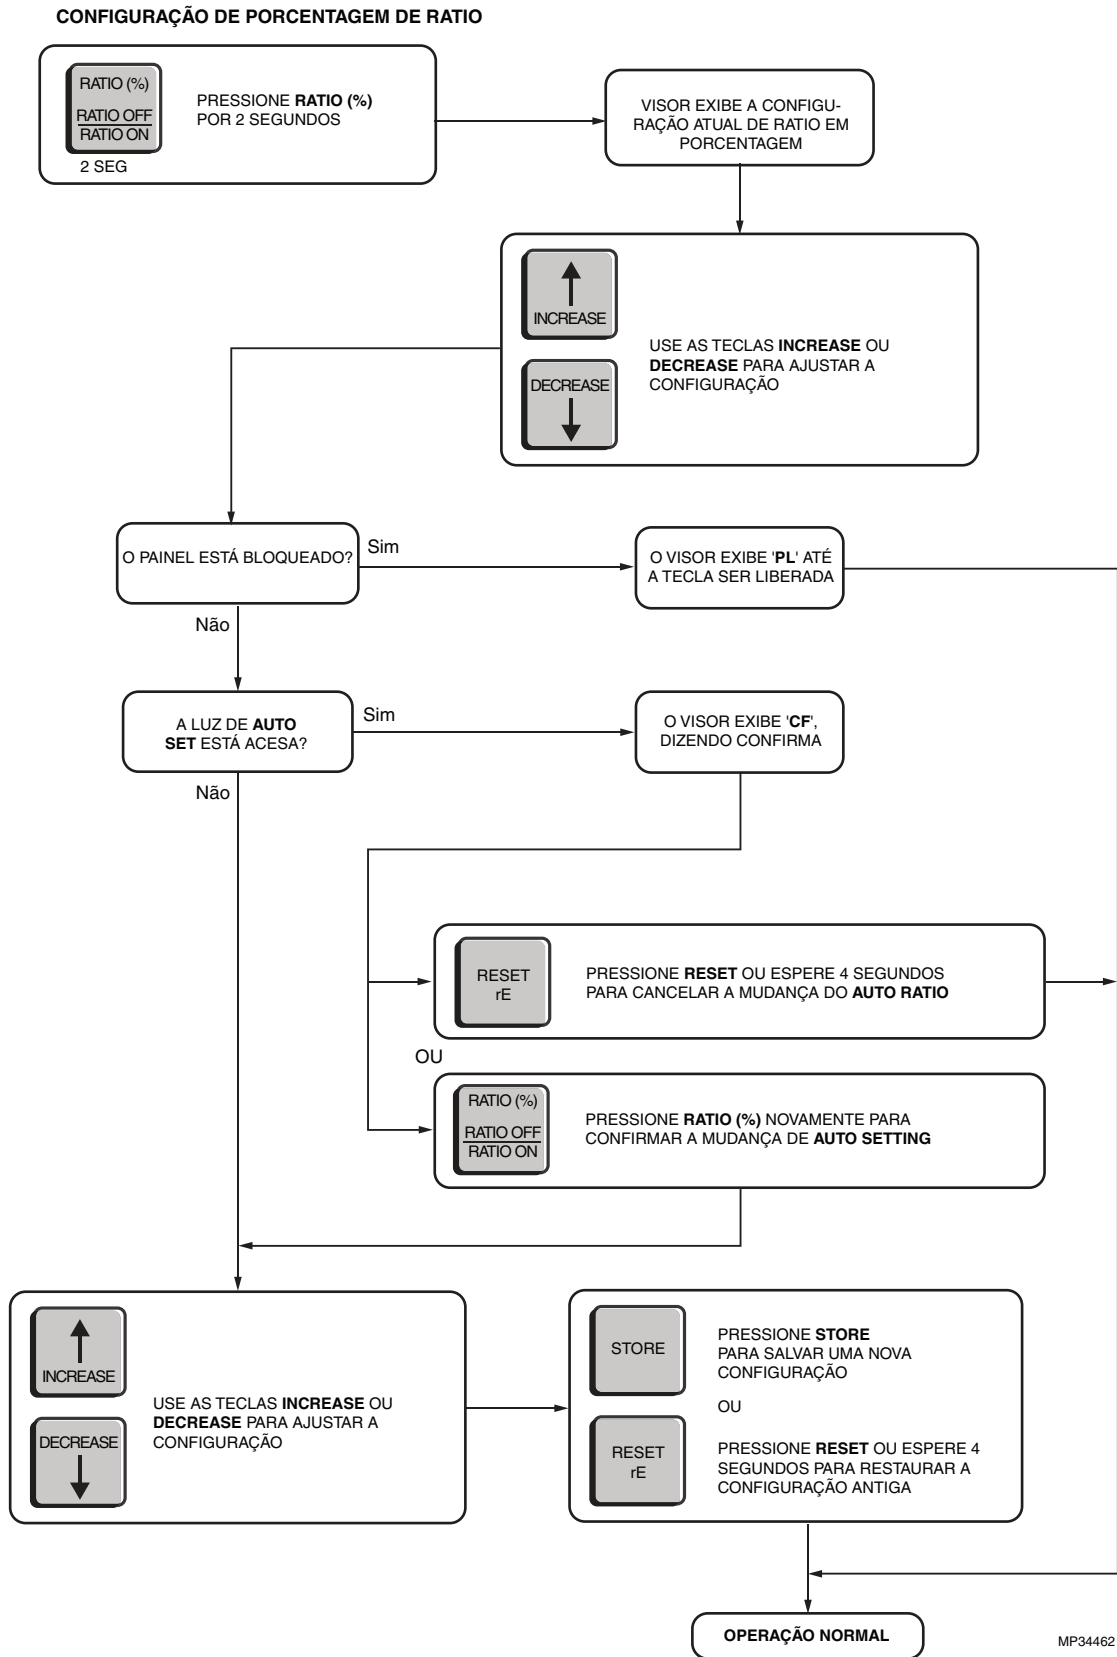 CONFIGURAÇÃO DE PORCENTAGEM DE RATIO
RATIO (%)
RATIO OFF
RATIO ON
2 SEG
PRESSIONE RATIO (%)
POR 2 SEGUNDOS
VISOR EXIBE A CONFIGU-
RAÇÃO ATUAL DE RATIO EM
PORCENTAGEM
INCREASE
DECREASE
USE AS TECLAS INCREASE OU
DECREASE PARA AJUSTAR A
CONFIGURAÇÃO
O PAINEL ESTÁ BLOQUEADO?
Sim
O VISOR EXIBE 'PL' ATÉ
A TECLA SER LIBERADA
Não
A LUZ DE AUTO
SET ESTÁ ACESA?
Sim
O VISOR EXIBE 'CF',
DIZENDO CONFIRMA
Não
RESET
rE
PRESSIONE RESET OU ESPERE 4 SEGUNDOS
PARA CANCELAR A MUDANÇA DO AUTO RATIO
OU
RATIO (%)
RATIO OFF
RATIO ON
PRESSIONE RATIO (%) NOVAMENTE PARA
CONFIRMAR A MUDANÇA DE AUTO SETTING
INCREASE
DECREASE
USE AS TECLAS INCREASE OU
DECREASE PARA AJUSTAR A
CONFIGURAÇÃO
STORE
PRESSIONE STORE
PARA SALVAR UMA NOVA
CONFIGURAÇÃO
OU
RESET
rE
PRESSIONE RESET OU ESPERE 4
SEGUNDOS PARA RESTAURAR A
CONFIGURAÇÃO ANTIGA
OPERAÇÃO NORMAL
MP34462